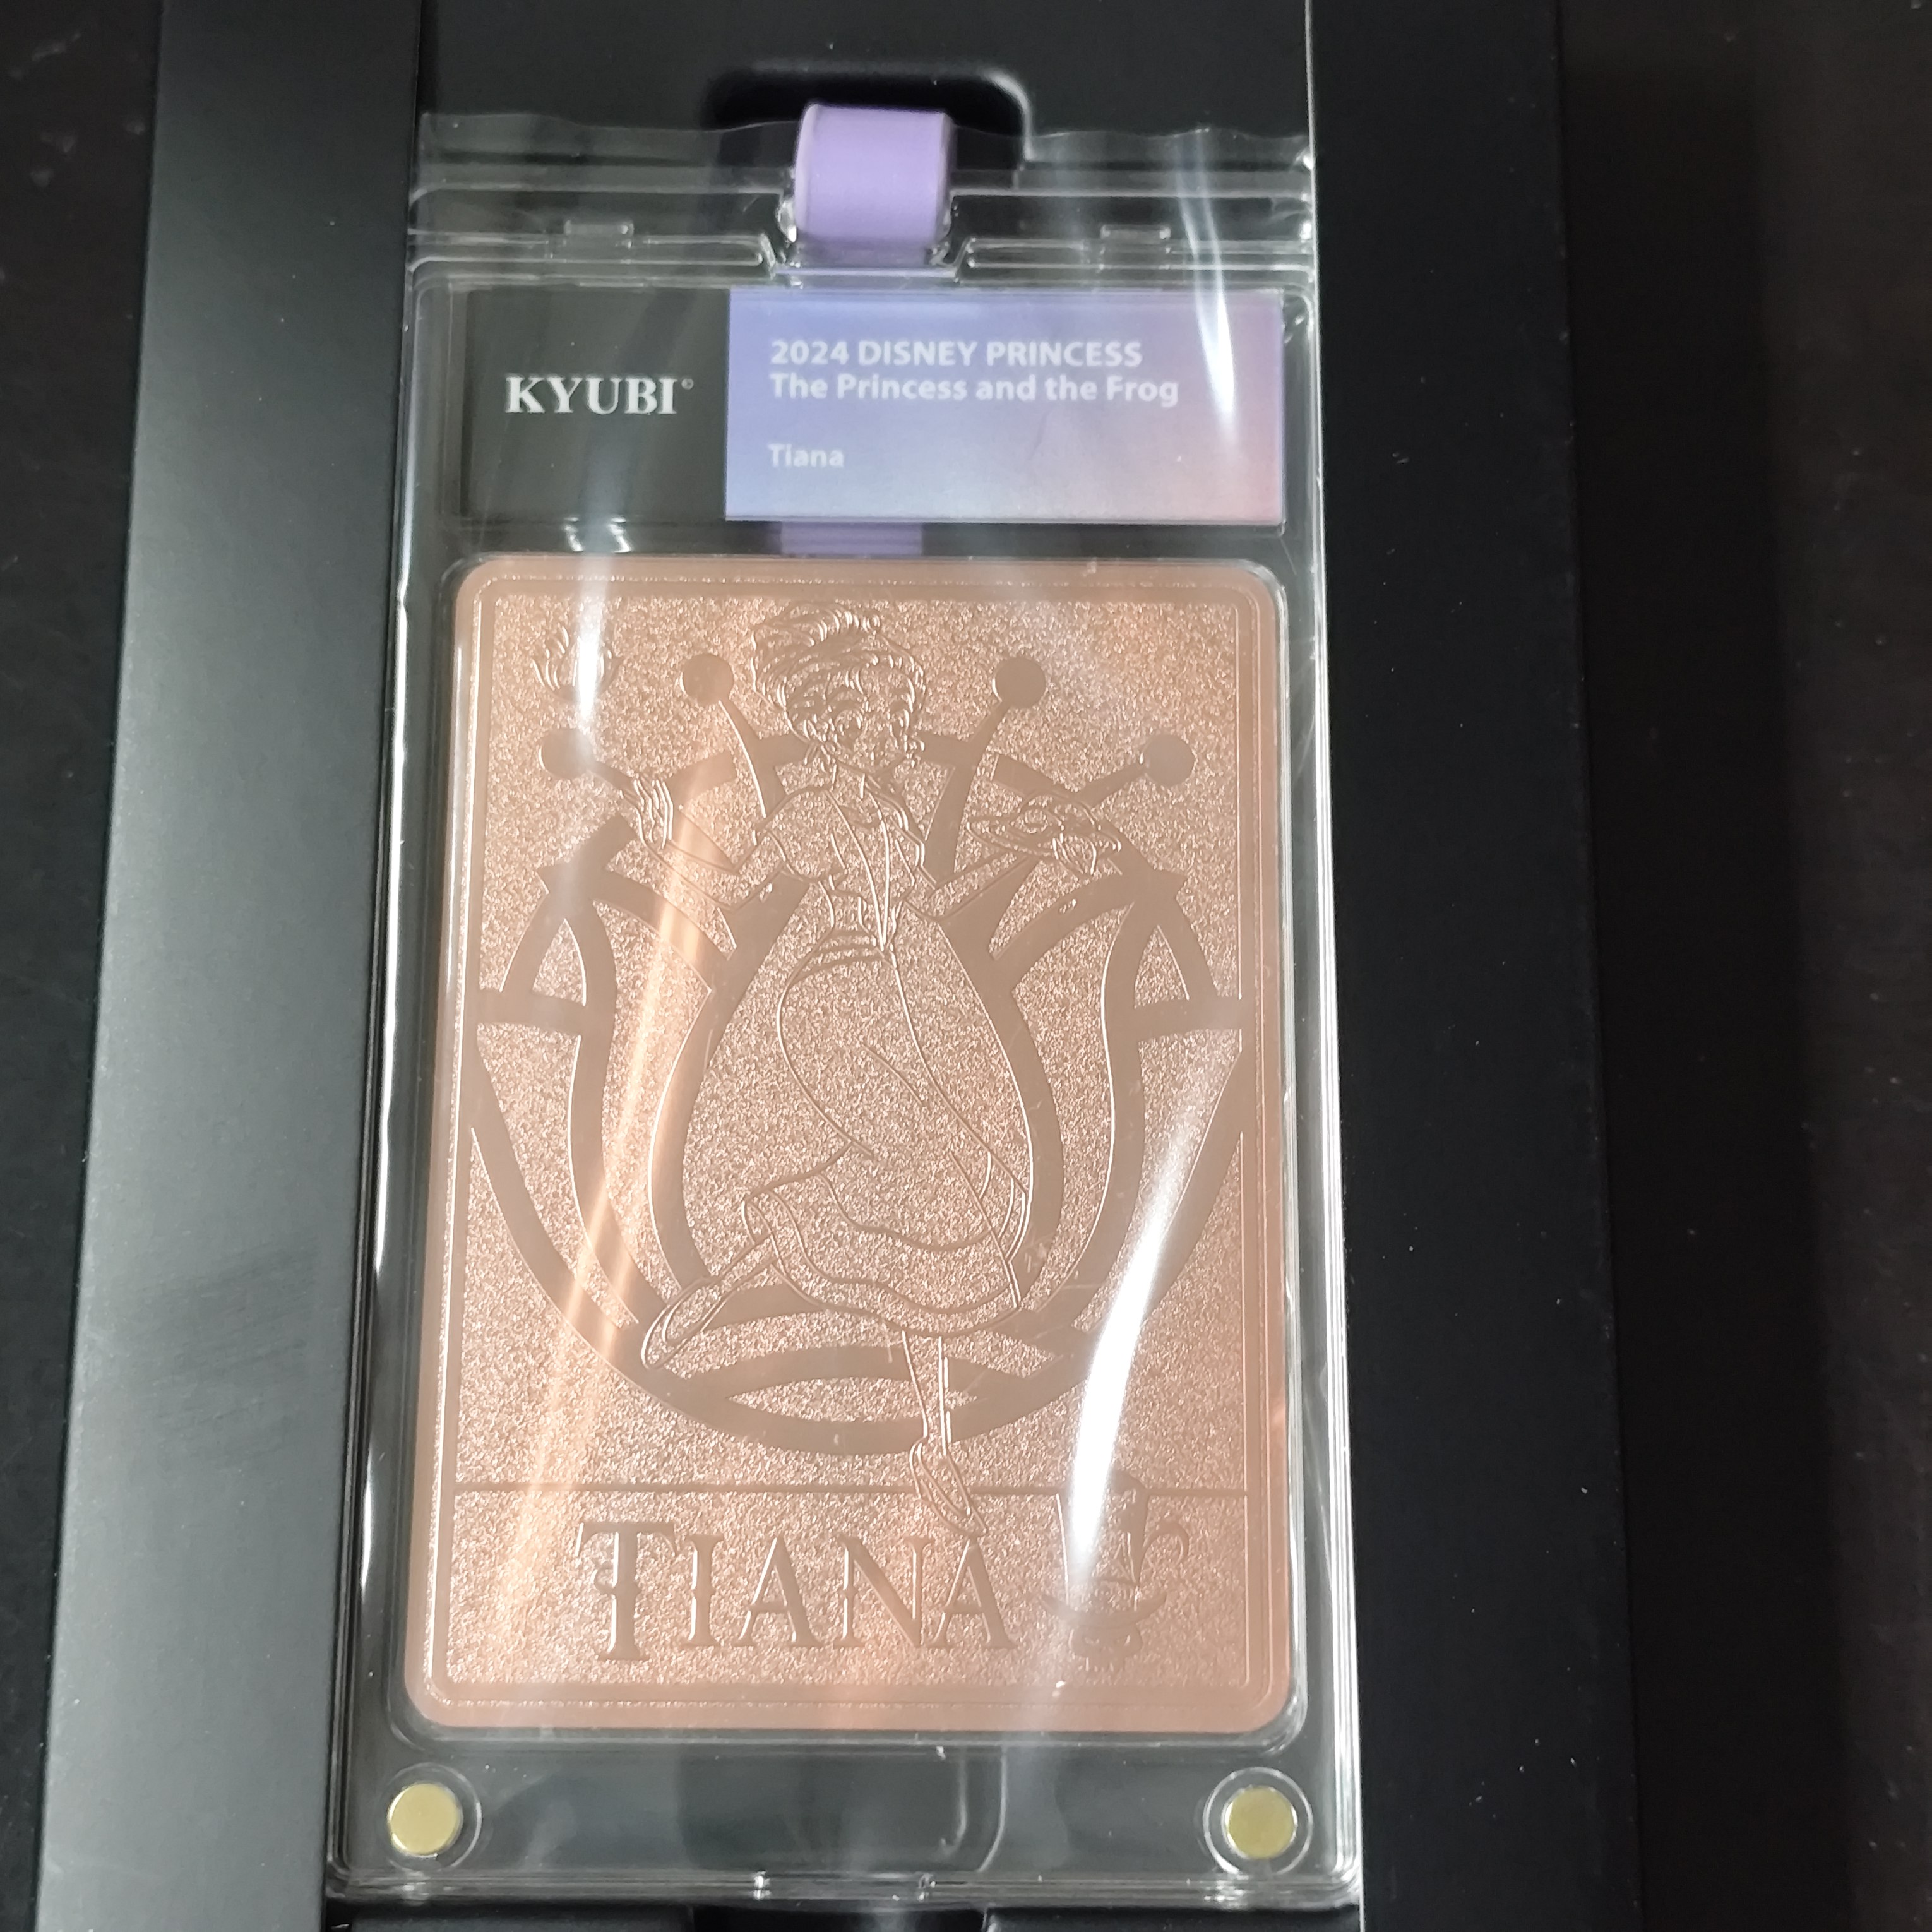 KYUBI©
2024 DISNEY PRINCESS
The Princess and the Frog
Tiana
TIANA